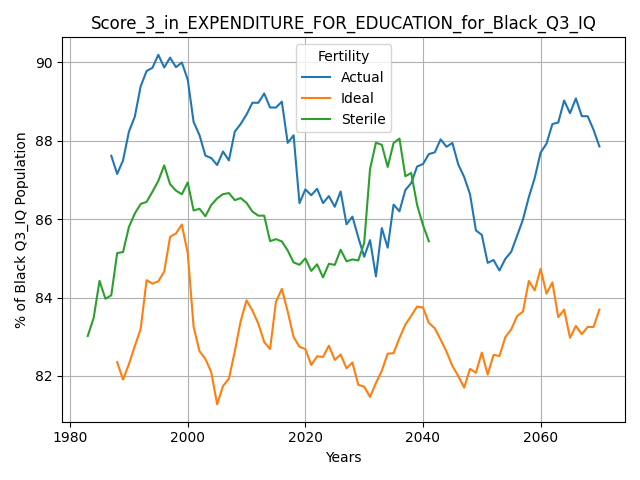 Score_3_in_EXPENDITURE_FOR_EDUCATION_for_Black_Q3_IQ
Fertility
Actual
Ideal
Sterile
% of Black Q3_IQ Population
90
88
86
84
82
1980
2000
2020
2040
2060
Years